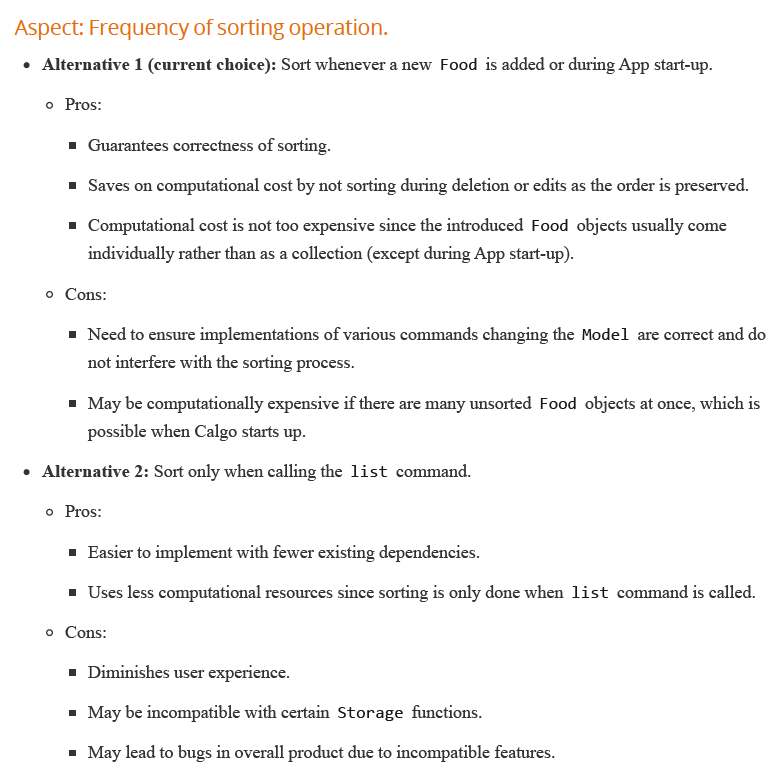 Aspect: Frequency of sorting operation.
Alternative 1 (current choice): Sort whenever a new Food is added or during App start-up.
Pros:
Guarantees correctness of sorting.
Saves on computational cost by not sorting during deletion or edits as the order is preserved.
Computational cost is not too expensive since the introduced Food objects usually come
individually rather than as a collection (except during App start-up).
Cons:
Need to ensure implementations of various commands changing the Model are correct and do
not interfere with the sorting process.
May be computationally expensive if there are many unsorted Food objects at once, which is
possible when Calgo starts up.
Alternative 2: Sort only when calling the list command.
Pros:
Easier to implement with fewer existing dependencies.
Uses less computational resources since sorting is only done when list command is called.
Cons:
Diminishes user experience.
May be incompatible with certain Storage functions.
May lead to bugs in overall product due to incompatible features.